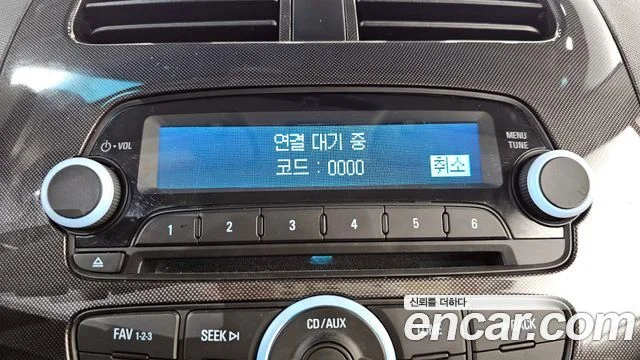 VOL
MENU
TUNE
연결 대기 중
코드 : 0000
취소
1 2 3 4 5 6
FAV 1-2-3
SEEK
CD/AUX
신뢰를 더하다
encar.com